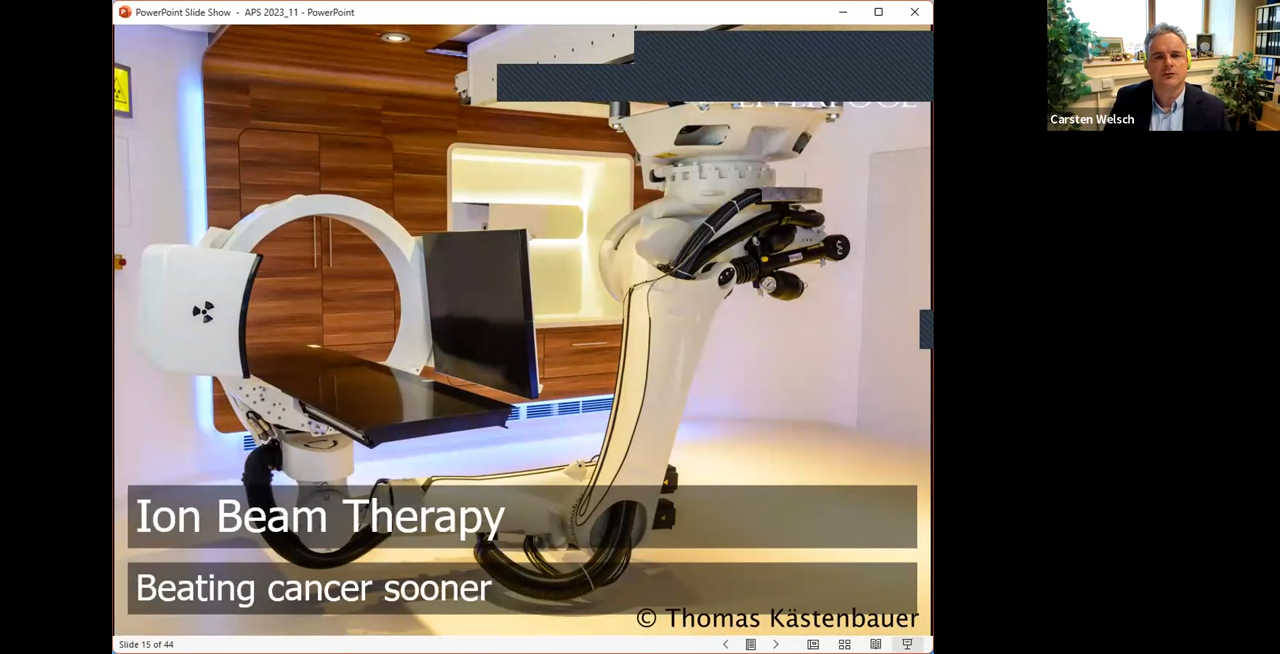 PowerPoint Slide Show - APS 2023_11 - PowerPoint
Carsten Welsch
Ion Beam Therapy
Beating cancer sooner
© Thomas Kästenbauer
Slide 15 of 44